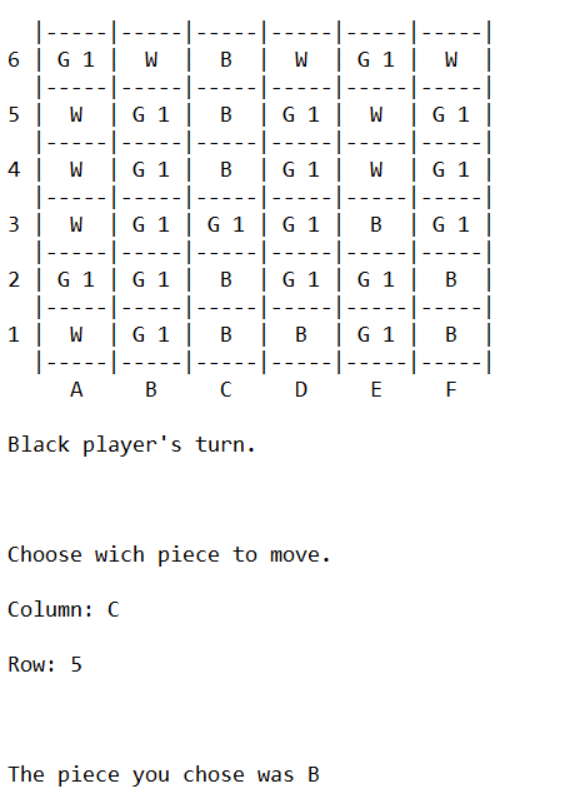 |-----|-----|-----|-----|-----|-----|
6 | G 1 | W | B | W | G 1 | W |
|-----|-----|-----|-----|-----|-----|
5 | W | G 1 | B | G 1 | W | G 1 |
|-----|-----|-----|-----|-----|-----|
4 | W | G 1 | B | G 1 | W | G 1 |
|-----|-----|-----|-----|-----|-----|
3 | W | G 1 | G 1 | G 1 | B | G 1 |
|-----|-----|-----|-----|-----|-----|
2 | G 1 | G 1 | B | G 1 | G 1 | B |
|-----|-----|-----|-----|-----|-----|
1 | W | G 1 | B | B | G 1 | B |
|-----|-----|-----|-----|-----|-----|
A B C D E F
Black player's turn.
Choose wich piece to move.
Column: C
Row: 5
The piece you chose was B